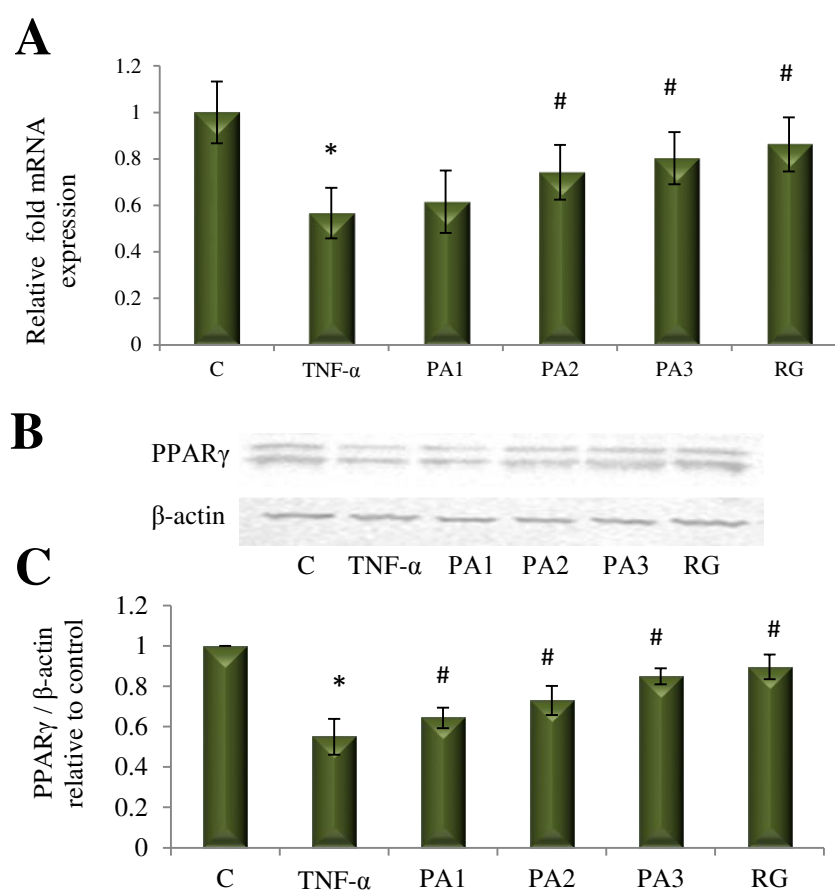 A
Relative fold mRNA
expression
1.2
1
0.8
0.6
0.4
0.2
0
*
#
#
#
C TNF-α PA1 PA2 PA3 RG
B
PPARγ
β-actin
C TNF-α PA1 PA2 PA3 RG
C
PPARγ / β-actin
relative to control
1.2
1
0.8
0.6
0.4
0.2
0
*
#
#
#
#
C TNF-α PA1 PA2 PA3 RG